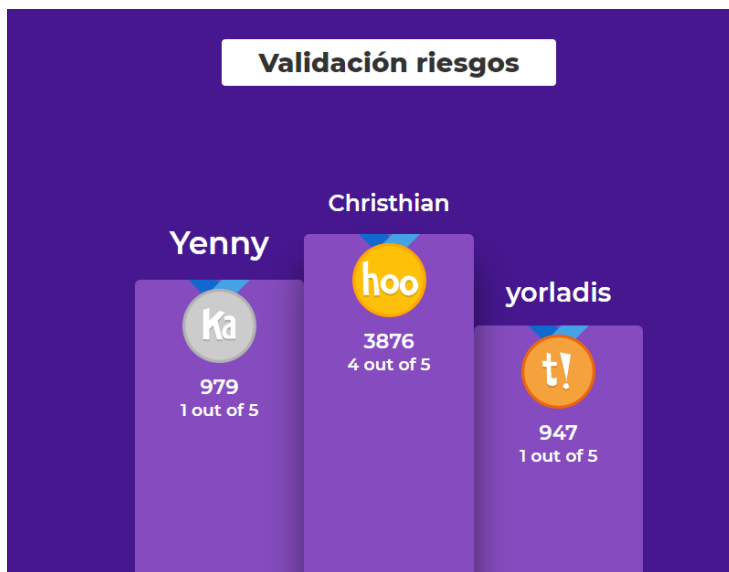 Validación riesgos
Christhian
Yenny
yorladis
hoo
3876
4 out of 5
Ka
979
1 out of 5
t!
947
1 out of 5